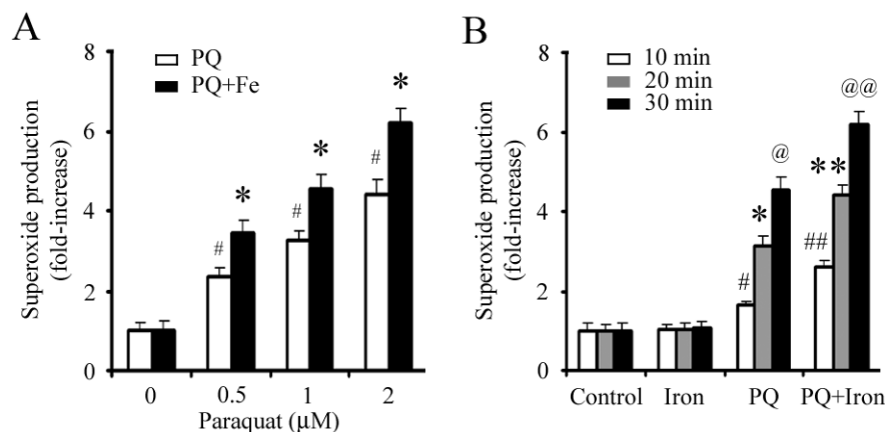 A
Superoxide production
(fold-increase)
8
6
4
2
0
PQ
PQ+Fe
#
*
#
*
#
*
0 0.5 1 2
Paraquat (μM)
B
Superoxide production
(fold-increase)
8
6
4
2
0
10 min
20 min
30 min
#
*
@
##
**
@@
Control Iron PQ PQ+Iron